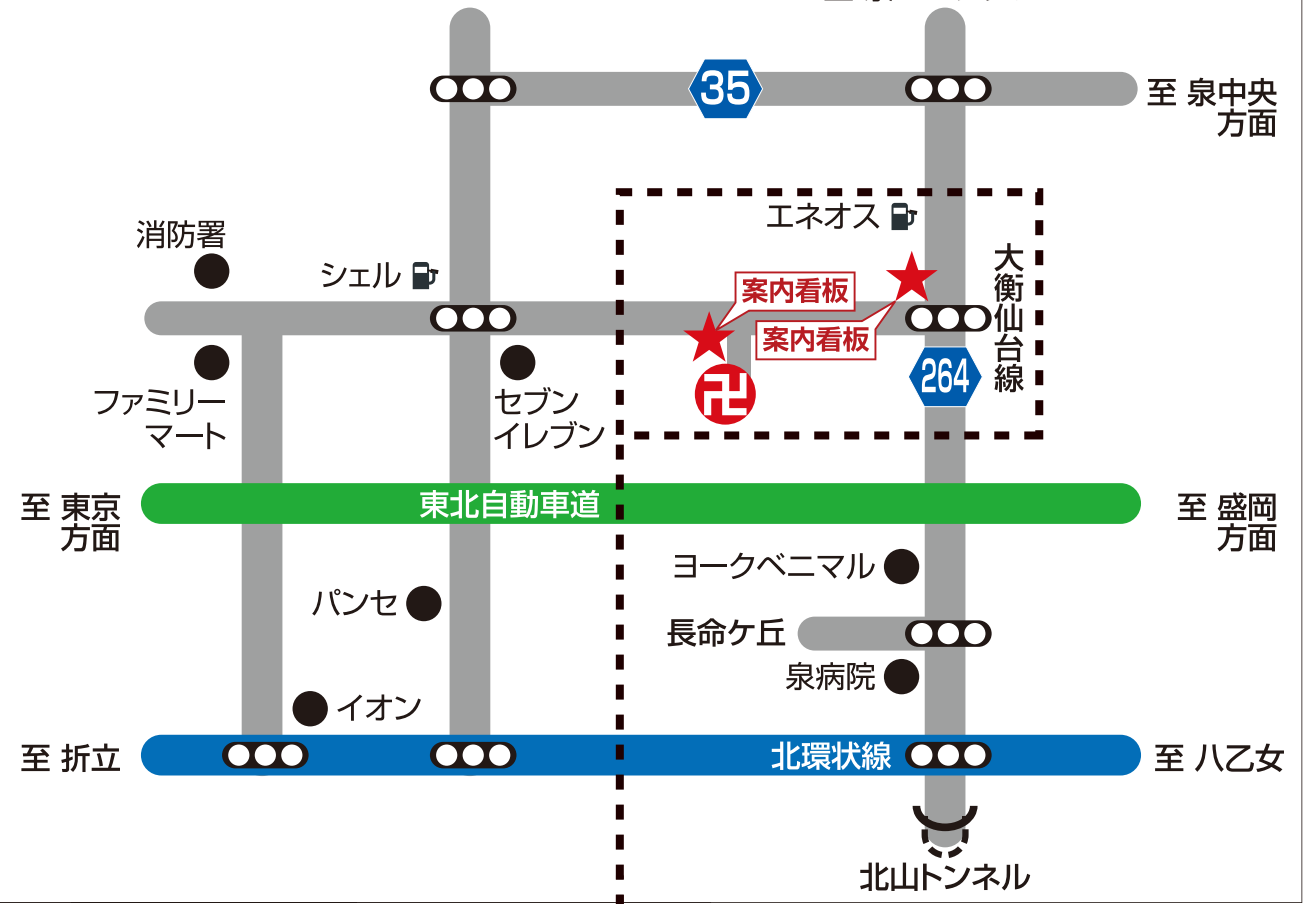 35
至 泉中央
方面
エネオス
消防署
シェル
案内看板
案内看板
大衡仙台線
264
ファミリー
マート
セブン
イレブン
卍
東北自動車道
至 東京
方面
至 盛岡
方面
ヨークベニマル
パンセ
長命ケ丘
泉病院
イオン
至 折立
北環状線
至 八乙女
北山トンネル